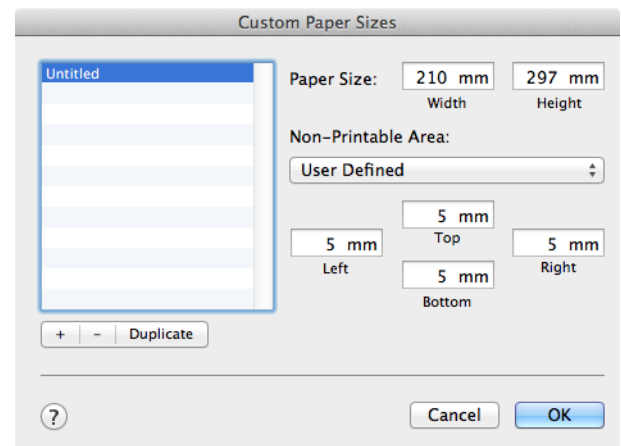 Custom Paper Sizes
Untitled
Paper Size: 210 mm 297 mm
Width Height
Non-Printable Area:
User Defined
5 mm
Top
5 mm 5 mm
Left Right
5 mm
Bottom
+ - Duplicate
? Cancel OK